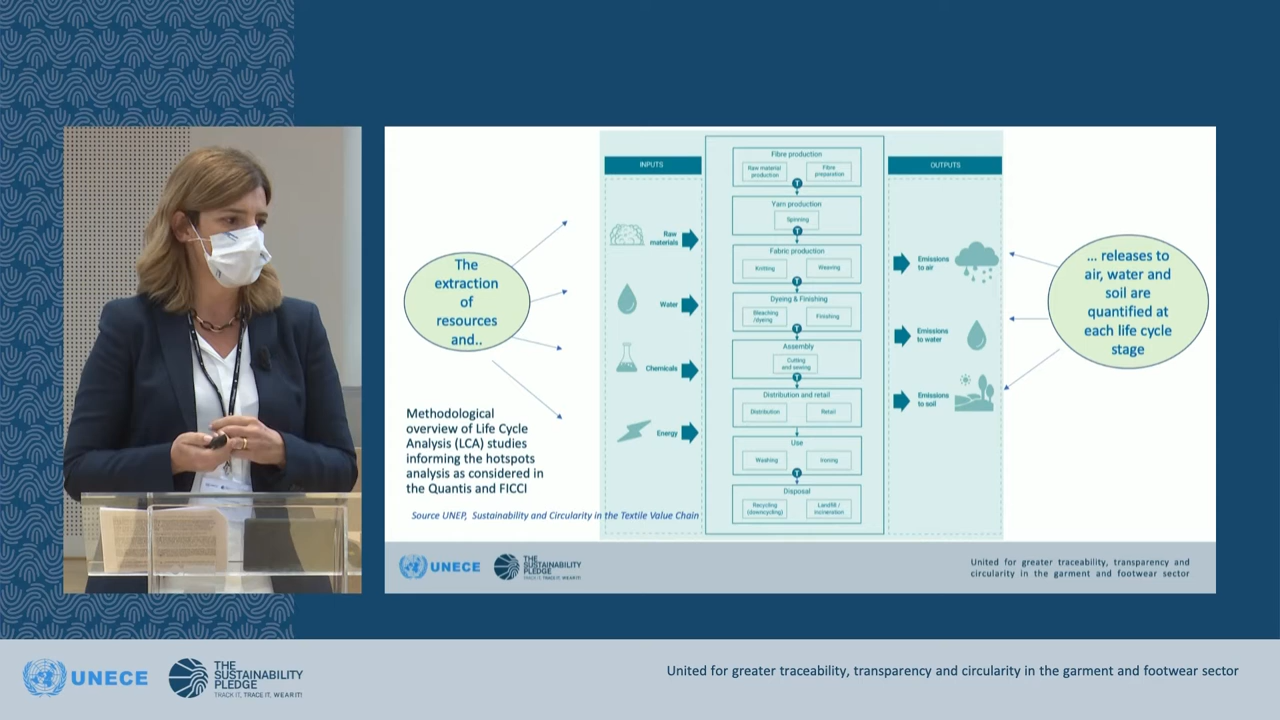 The
extraction
of
resources
and..
Methodological
overview of Life Cycle
Analysis (LCA) studies
informing the hotspots
analysis as considered in
the Quantis and FICCI
Source UNEP, Sustainability and Circularity in the Textile Value Chain
INPUTS
Raw
materials
Water
Chemicals
Energy
Fibre production
Raw material
production
Fibre
preparation
T
Yarn production
Spinning
T
Fabric production
Knitting
Weaving
T
Dyeing & Finishing
Bleaching
/dyeing
Finishing
T
Assembly
Cutting
and sewing
T
Distribution and retail
Distribution
Retail
Use
Washing
Ironing
T
Disposal
Recycling
(downcycling)
Landfill /
incineration
OUTPUTS
Emissions
to air
Emissions
to water
Emissions
to soil
... releases to
air, water and
soil are
quantified at
each life cycle
stage
UNECE
THE
SUSTAINABILITY
PLEDGE
TRACK IT, TRACE IT, WEAR IT!
United for greater traceability, transparency and
circularity in the garment and footwear sector
UNECE
THE
SUSTAINABILITY
PLEDGE
TRACK IT, TRACE IT, WEAR IT!
United for greater traceability, transparency and circularity in the garment and footwear sector